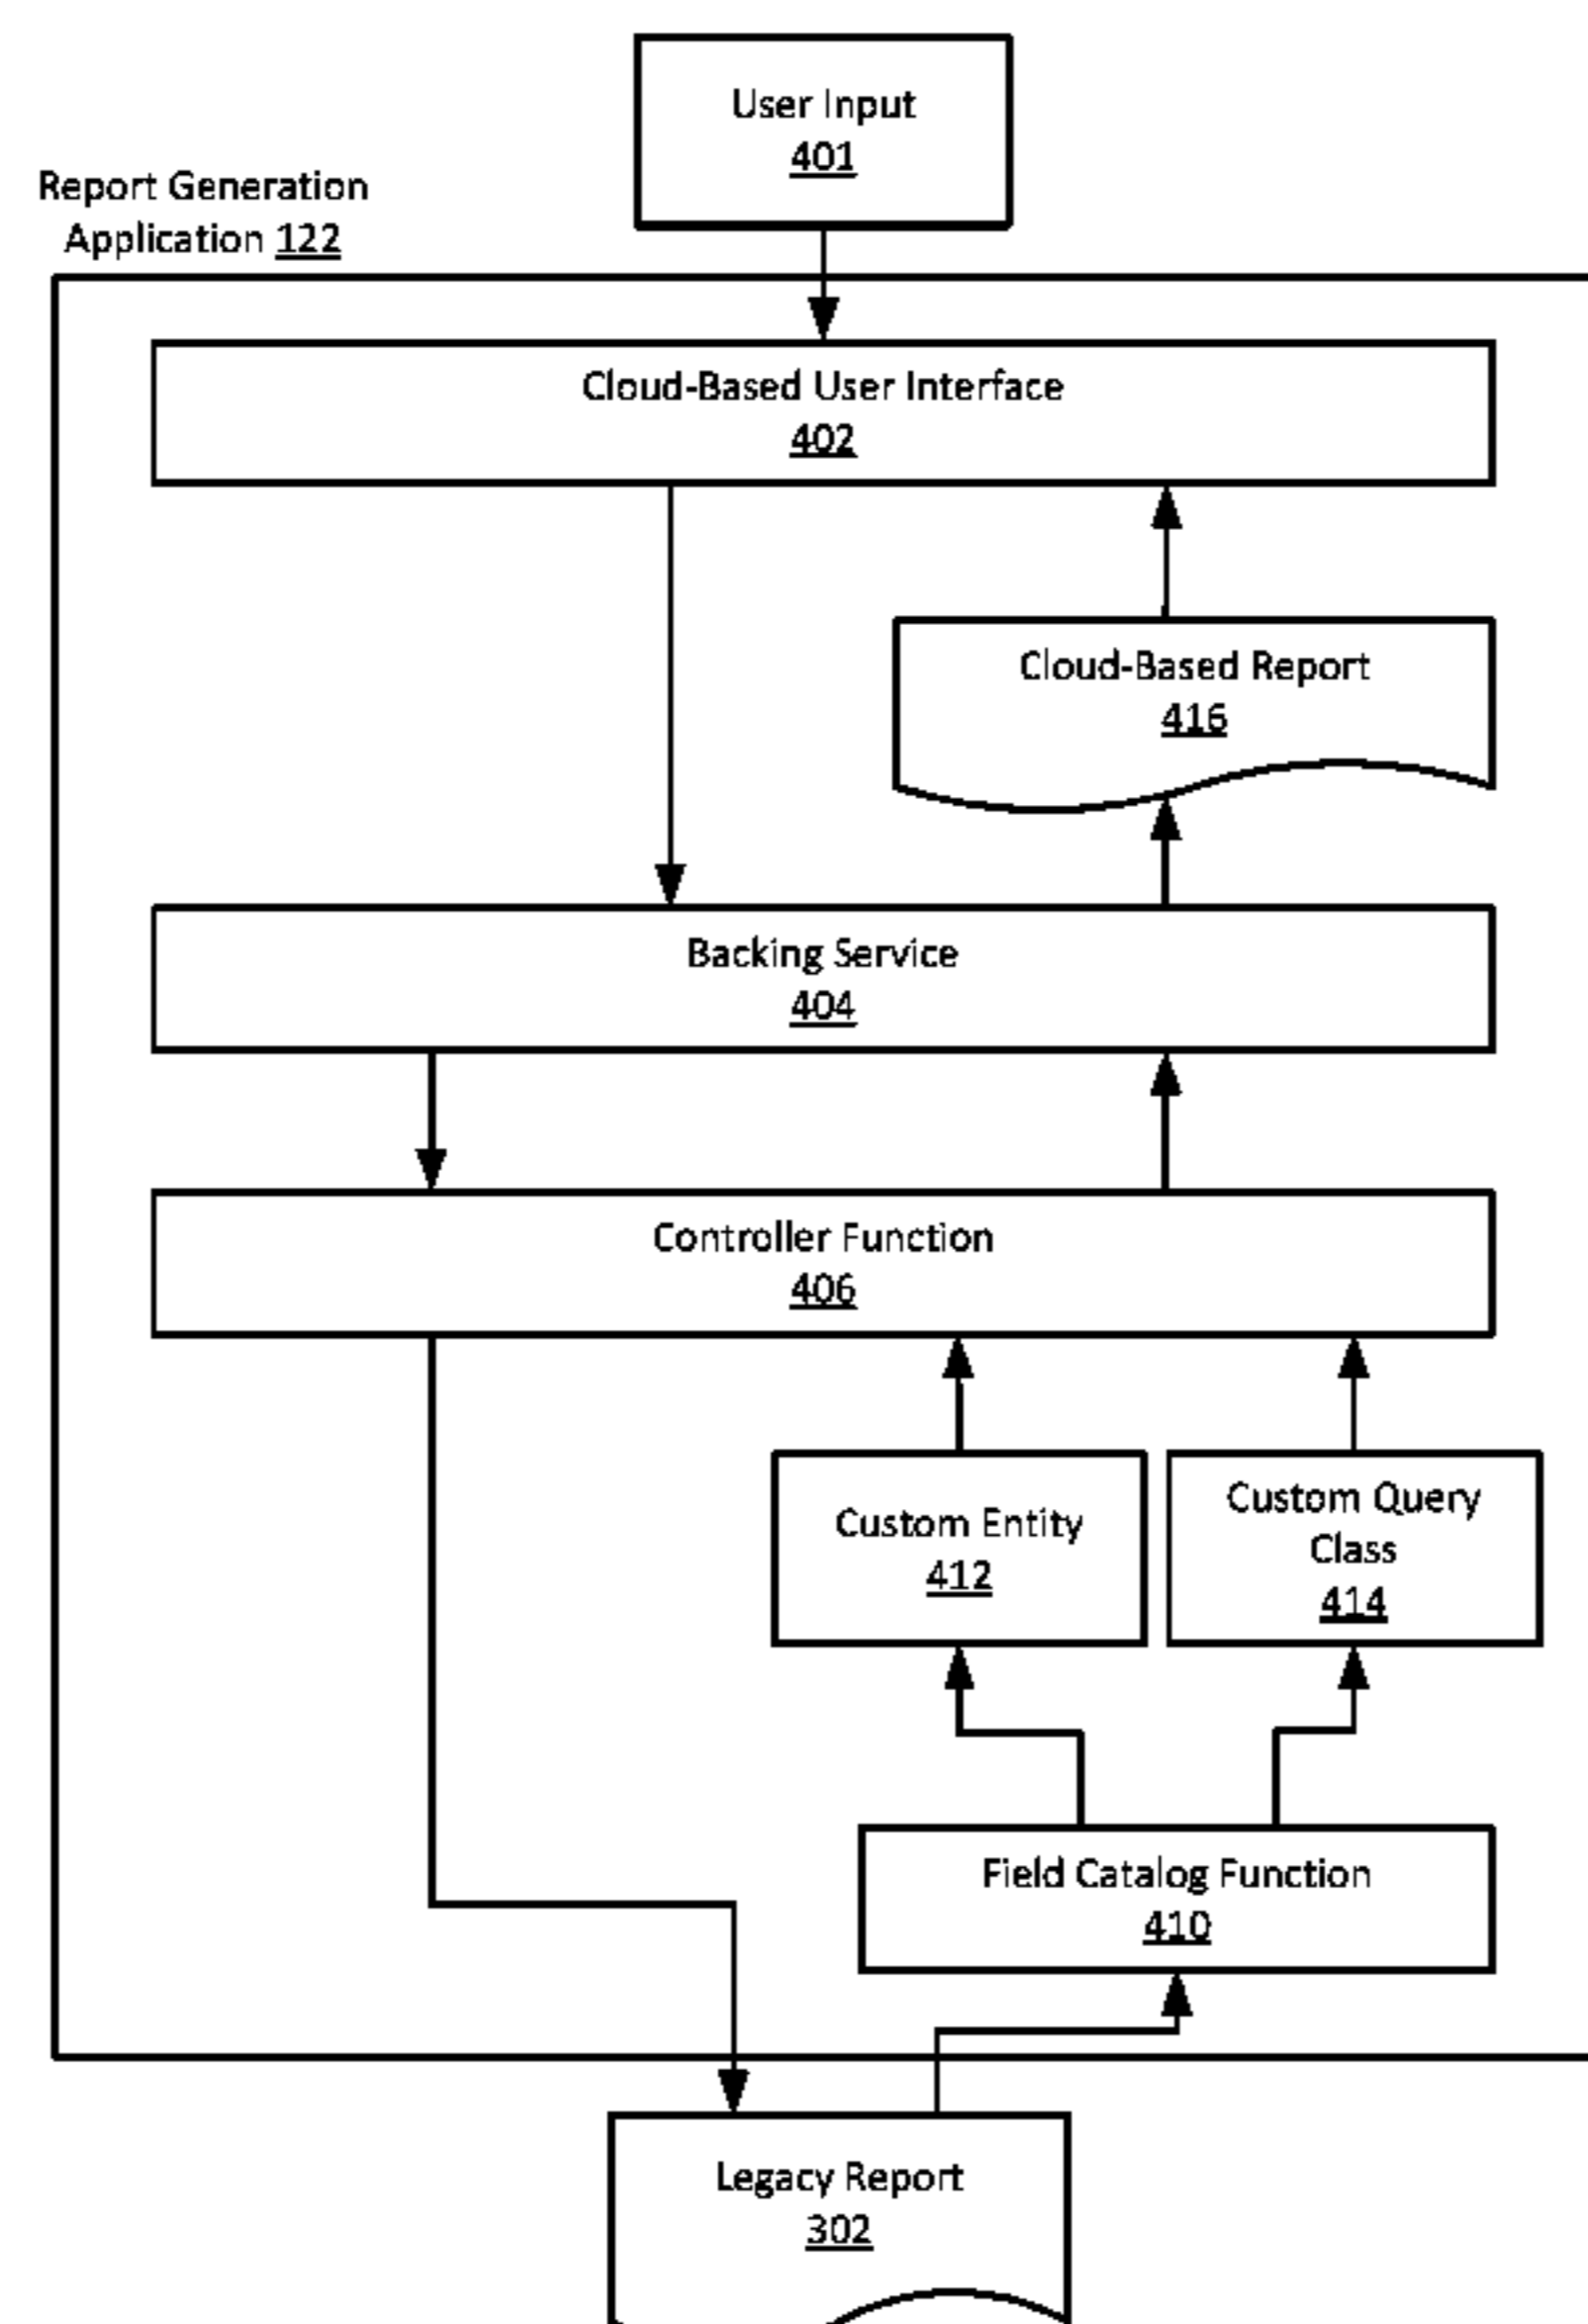 User Input
401
Report Generation
Application 122
Cloud-Based User Interface
402
Cloud-Based Report
416
Backing Service
404
Controller Function
406
Custom Entity
412
Custom Query
Class
414
Field Catalog Function
410
Legacy Report
302